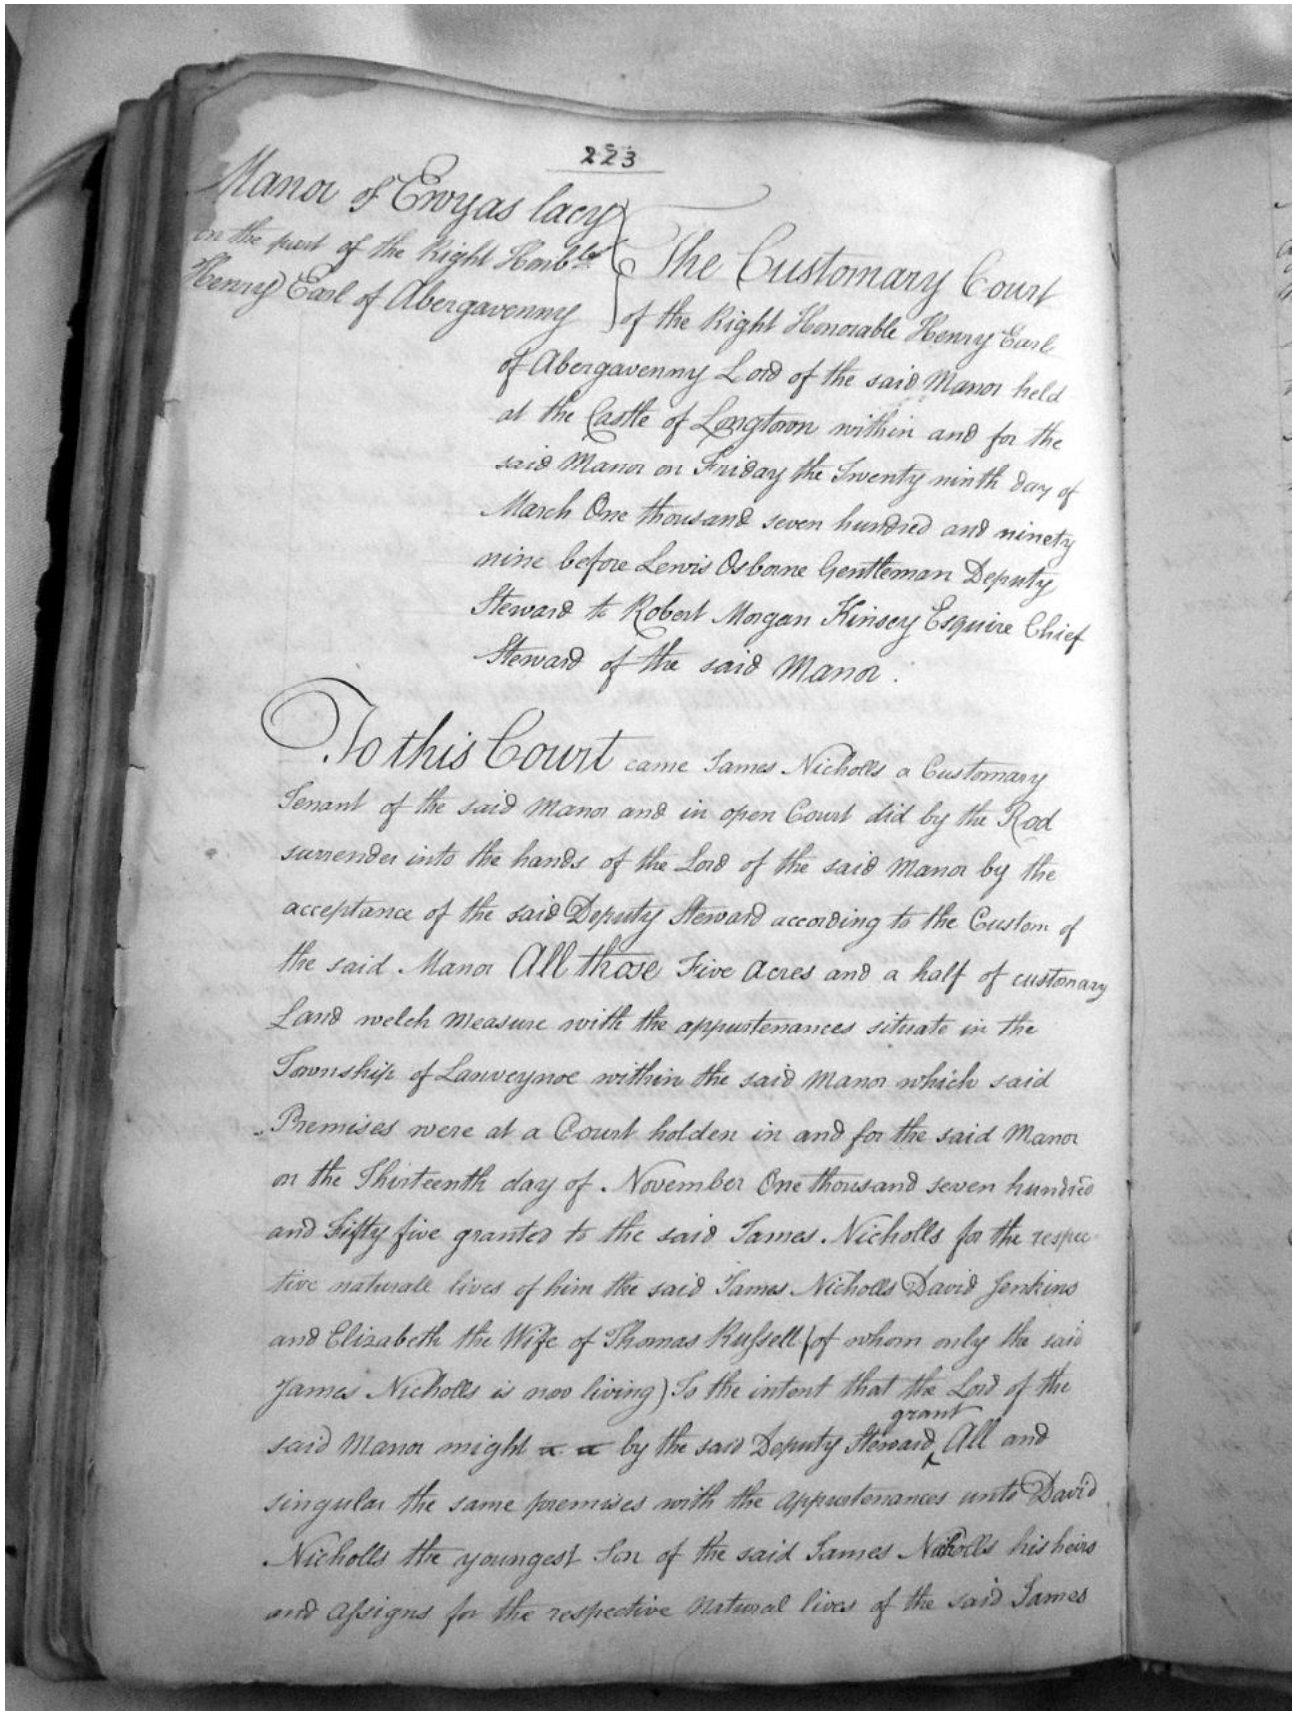 223
Manor of Ewyas lacy
on the part of the Right Honble
Henry Earl of Abergavenny
The Customary Court
of the Right Honorable Henry Earl
of Abergavenny Lord of the said Manor held
at the Castle of Longtown within and for the
said Manor on Friday the Twenty ninth day of
March One thousand seven hundred and ninety
nine before Lewis Osborne Gentleman Deputy
Steward to Robert Morgan Kinsey Esquire Chief
Steward of the said Manor.
To this Court came James Nicholls a Customary
Tenant of the said Manor and in open Court did by the Rod
surrender into the hands of the Lord of the said Manor by the
acceptance of the said Deputy Steward according to the Custom of
the said Manor All those Five Acres and a half of customary
Land welch Measure with the appurtenances situate in the
Township of Lanveynoe within the said Manor which said
Premises were at a Court holden in and for the said Manor
on the Thirteenth day of November One thousand seven hundred
and Fifty five granted to the said James Nicholls for the respec
tive naturale lives of him the said James Nicholls David Jenkins
and Elizabeth the Wife of Thomas Russell (of whom only the said
James Nicholls is now living) To the intent that the Lord of the
grant
said Manor might by the said Deputy Steward All and
singular the same premises with the appurtenances unto David
Nicholls the youngest Son of the said James Nicholls his heirs
and Assigns for the respective Natural lives of the said James